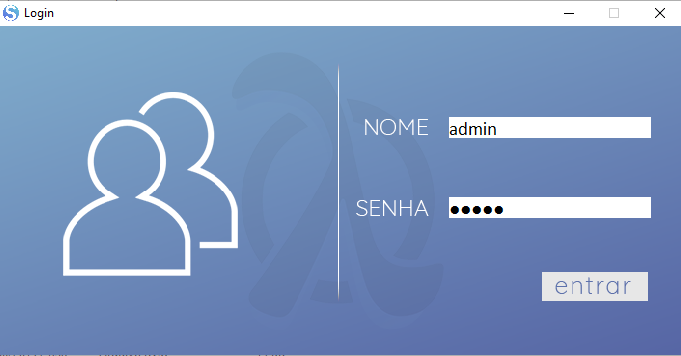 Login
NOME
admin
SENHA
●●●●●
entrar